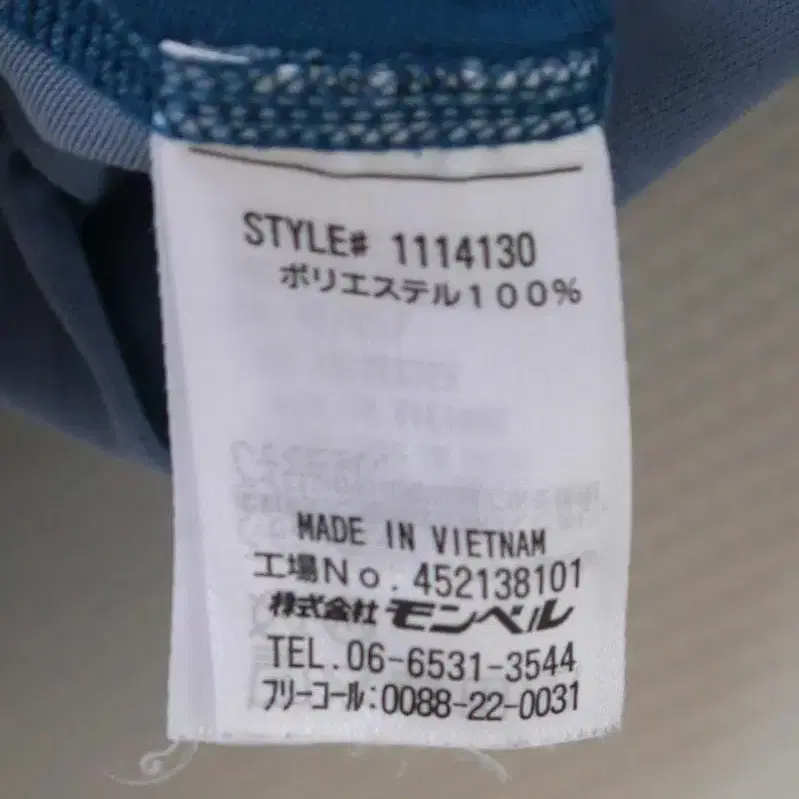 STYLE# 1114130
ポリエステル１００％
MADE IN VIETNAM
工場Ｎｏ. 452138101
株式会社 モンベル
TEL. 06-6531-3544
フリーコール:0088-22-0031